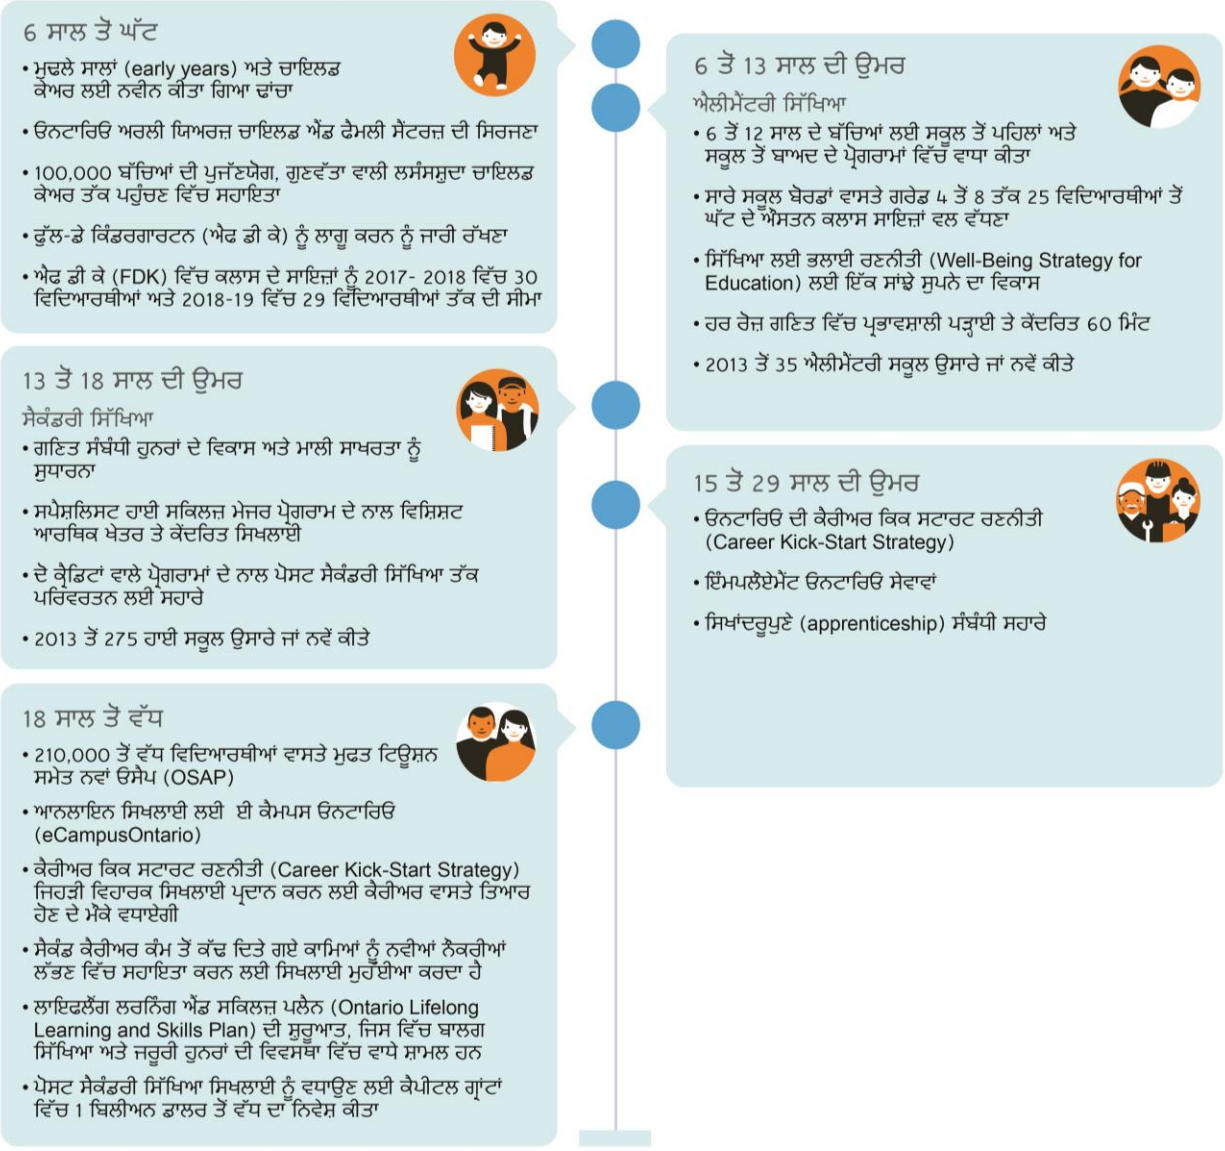 6 ਸਾਲ ਤੋਂ ਘੱਟ
• ਮੁਢਲੇ ਸਾਲਾਂ (early years) ਅਤੇ ਚਾਇਲਡ
ਕੇਅਰ ਲਈ ਨਵੀਨ ਕੀਤਾ ਗਿਆ ਢਾਂਚਾ
• ਓਨਟਾਰਿਓ ਅਰਲੀ ਯਿਅਰਜ਼ ਚਾਇਲਡ ਐਂਡ ਫੈਮਲੀ ਸੈਂਟਰਜ਼ ਦੀ ਸਿਰਜਣਾ
• 100,000 ਬੱਚਿਆਂ ਦੀ ਪੁਜੱਣਯੋਗ, ਗੁਣਵੱਤਾ ਵਾਲੀ ਲਸੰਸਸ਼ੁਦਾ ਚਾਇਲਡ
ਕੇਅਰ ਤੱਕ ਪਹੁੰਚਣ ਵਿੱਚ ਸਹਾਇਤਾ
• ਫੁੱਲ-ਡੇ ਕਿੰਡਰਗਾਰਟਨ (ਐਫ ਡੀ ਕੇ) ਨੂੰ ਲਾਗੂ ਕਰਨ ਨੂੰ ਜਾਰੀ ਰੱਖਣਾ
• ਐਫ ਡੀ ਕੇ (FDK) ਵਿੱਚ ਕਲਾਸ ਦੇ ਸਾਇਜ਼ਾਂ ਨੂੰ 2017- 2018 ਵਿੱਚ 30
ਵਿਦਿਆਰਥੀਆਂ ਅਤੇ 2018-19 ਵਿੱਚ 29 ਵਿਦਿਆਰਥੀਆਂ ਤੱਕ ਦੀ ਸੀਮਾ
6 ਤੋਂ 13 ਸਾਲ ਦੀ ਉਮਰ
ਐਲੀਮੈਂਟਰੀ ਸਿੱਖਿਆ
• 6 ਤੋਂ 12 ਸਾਲ ਦੇ ਬੱਚਿਆਂ ਲਈ ਸਕੂਲ ਤੋਂ ਪਹਿਲਾਂ ਅਤੇ
ਸਕੂਲ ਤੋਂ ਬਾਅਦ ਦੇ ਪ੍ਰੋਗਰਾਮਾਂ ਵਿੱਚ ਵਾਧਾ ਕੀਤਾ
• ਸਾਰੇ ਸਕੂਲ ਬੋਰਡਾਂ ਵਾਸਤੇ ਗਰੇਡ 4 ਤੋਂ 8 ਤੱਕ 25 ਵਿਦਿਆਰਥੀਆਂ ਤੋਂ
ਘੱਟ ਦੇ ਔਸਤਨ ਕਲਾਸ ਸਾਇਜ਼ਾਂ ਵਲ ਵੱਧਣਾ
• ਸਿੱਖਿਆ ਲਈ ਭਲਾਈ ਰਣਨੀਤੀ (Well-Being Strategy for
Education) ਲਈ ਇੱਕ ਸਾਂਝੇ ਸੁਪਨੇ ਦਾ ਵਿਕਾਸ
• ਹਰ ਰੋਜ਼ ਗਣਿਤ ਵਿੱਚ ਪ੍ਰਭਾਵਸ਼ਾਲੀ ਪੜ੍ਹਾਈ ਤੇ ਕੇਂਦਰਿਤ 60 ਮਿੰਟ
• 2013 ਤੋਂ 35 ਐਲੀਮੈਂਟਰੀ ਸਕੂਲ ਉਸਾਰੇ ਜਾਂ ਨਵੇਂ ਕੀਤੇ
13 ਤੋਂ 18 ਸਾਲ ਦੀ ਉਮਰ
ਸੈਕੰਡਰੀ ਸਿੱਖਿਆ
• ਗਣਿਤ ਸੰਬੰਧੀ ਹੁਨਰਾਂ ਦੇ ਵਿਕਾਸ ਅਤੇ ਮਾਲੀ ਸਾਖਰਤਾ ਨੂੰ
ਸੁਧਾਰਨਾ
• ਸਪੈਸ਼ਲਿਸਟ ਹਾਈ ਸਕਿਲਜ਼ ਮੇਜਰ ਪ੍ਰੋਗਰਾਮ ਦੇ ਨਾਲ ਵਿਸ਼ਿਸ਼ਟ
ਆਰਥਿਕ ਖੇਤਰ ਤੇ ਕੇਂਦਰਿਤ ਸਿਖਲਾਈ
• ਦੋ ਕ੍ਰੈਡਿਟਾਂ ਵਾਲੇ ਪ੍ਰੋਗਰਾਮਾਂ ਦੇ ਨਾਲ ਪੋਸਟ ਸੈਕੰਡਰੀ ਸਿੱਖਿਆ ਤੱਕ
ਪਰਿਵਰਤਨ ਲਈ ਸਹਾਰੇ
• 2013 ਤੋਂ 275 ਹਾਈ ਸਕੂਲ ਉਸਾਰੇ ਜਾਂ ਨਵੇਂ ਕੀਤੇ
15 ਤੋਂ 29 ਸਾਲ ਦੀ ਉਮਰ
• ਓਨਟਾਰਿਓ ਦੀ ਕੈਰੀਅਰ ਕਿਕ ਸਟਾਰਟ ਰਣਨੀਤੀ
(Career Kick-Start Strategy)
• ਇੰਮਪਲੌਏਮੈਂਟ ਓਨਟਾਰਿਓ ਸੇਵਾਵਾਂ
• ਸਿਖਾਂਦਰੂਪੁਣੇ (apprenticeship) ਸੰਬੰਧੀ ਸਹਾਰੇ
18 ਸਾਲ ਤੋਂ ਵੱਧ
• 210,000 ਤੋਂ ਵੱਧ ਵਿਦਿਆਰਥੀਆਂ ਵਾਸਤੇ ਮੁਫਤ ਟਿਊਸ਼ਨ
ਸਮੇਤ ਨਵਾਂ ਓਸੈਪ (OSAP)
• ਆਨਲਾਇਨ ਸਿਖਲਾਈ ਲਈ ਈ ਕੈਮਪਸ ਓਨਟਾਰਿਓ
(eCampusOntario)
• ਕੈਰੀਅਰ ਕਿਕ ਸਟਾਰਟ ਰਣਨੀਤੀ (Career Kick-Start Strategy)
ਜਿਹੜੀ ਵਿਹਾਰਕ ਸਿਖਲਾਈ ਪ੍ਰਦਾਨ ਕਰਨ ਲਈ ਕੈਰੀਅਰ ਵਾਸਤੇ ਤਿਆਰ
ਹੋਣ ਦੇ ਮੌਕੇ ਵਧਾਏਗੀ
• ਸੈਕੰਡ ਕੈਰੀਅਰ ਕੰਮ ਤੋਂ ਕੱਢ ਦਿਤੇ ਗਏ ਕਾਮਿਆਂ ਨੂੰ ਨਵੀਆਂ ਨੌਕਰੀਆਂ
ਲੱਭਣ ਵਿੱਚ ਸਹਾਇਤਾ ਕਰਨ ਲਈ ਸਿਖਲਾਈ ਮੁਹੱਈਆ ਕਰਦਾ ਹੈ
• ਲਾਇਫਲੌਂਗ ਲਰਨਿੰਗ ਐਂਡ ਸਕਿਲਜ਼ ਪਲੈਨ (Ontario Lifelong
Learning and Skills Plan) ਦੀ ਸ਼ੁਰੂਆਤ, ਜਿਸ ਵਿੱਚ ਬਾਲਗ
ਸਿੱਖਿਆ ਅਤੇ ਜਰੂਰੀ ਹੁਨਰਾਂ ਦੀ ਵਿਵਸਥਾ ਵਿੱਚ ਵਾਧੇ ਸ਼ਾਮਲ ਹਨ
• ਪੋਸਟ ਸੈਕੰਡਰੀ ਸਿੱਖਿਆ ਸਿਖਲਾਈ ਨੂੰ ਵਧਾਉਣ ਲਈ ਕੈਪੀਟਲ ਗ੍ਰਾਂਟਾਂ
ਵਿੱਚ 1 ਬਿਲੀਅਨ ਡਾਲਰ ਤੋਂ ਵੱਧ ਦਾ ਨਿਵੇਸ਼ ਕੀਤਾ